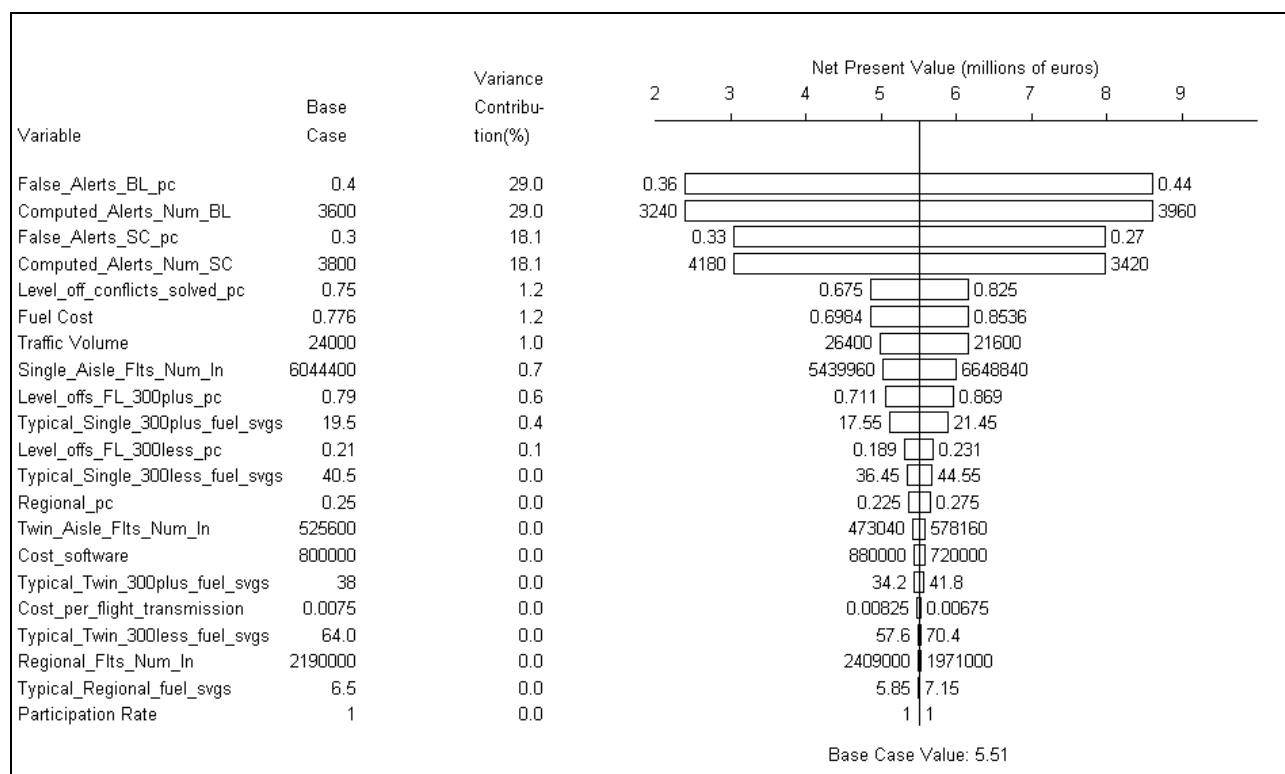 Net Present Value (millions of euros)
Variance
2 3 4 5 6 7 8 9
Base Contribu-
Variable Case tion(%)
False_Alerts_BL_pc 0.4 29.0 0.36 0.44
Computed_Alerts_Num_BL 3600 29.0 3240 3960
False_Alerts_SC_pc 0.3 18.1 0.33 0.27
Computed_Alerts_Num_SC 3800 18.1 4180 3420
Level_off_conflicts_solved_pc 0.75 1.2 0.675 0.825
Fuel Cost 0.776 1.2 0.6984 0.8536
Traffic Volume 24000 1.0 26400 21600
Single_Aisle_Flts_Num_In 6044400 0.7 5439960 6648840
Level_offs_FL_300plus_pc 0.79 0.6 0.711 0.869
Typical_Single_300plus_fuel_svgs 19.5 0.4 17.55 21.45
Level_offs_FL_300less_pc 0.21 0.1 0.189 0.231
Typical_Single_300less_fuel_svgs 40.5 0.0 36.45 44.55
Regional_pc 0.25 0.0 0.225 0.275
Twin_Aisle_Flts_Num_In 525600 0.0 473040 578160
Cost_software 800000 0.0 880000 720000
Typical_Twin_300plus_fuel_svgs 38 0.0 34.2 41.8
Cost_per_flight_transmission 0.0075 0.0 0.00825 0.00675
Typical_Twin_300less_fuel_svgs 64.0 0.0 57.6 70.4
Regional_Flts_Num_In 2190000 0.0 2409000 1971000
Typical_Regional_fuel_svgs 6.5 0.0 5.85 7.15
Participation Rate 1 0.0 1 1
Base Case Value: 5.51